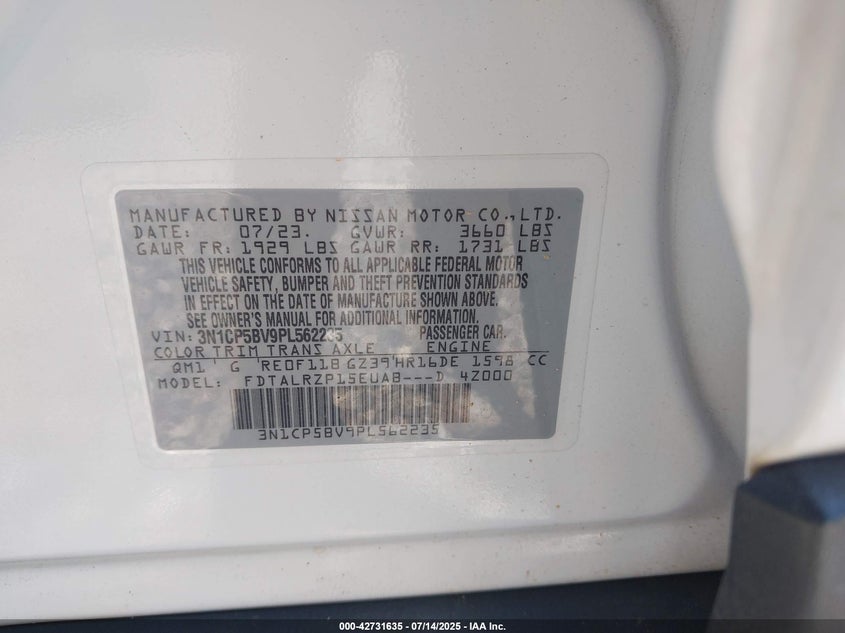 MANUFACTURED BY NISSAN MOTOR CO.,LTD.
DATE: 07/23. GVWR: 3660 LBS
GAWR FR: 1929 LBS GAWR RR: 1731 LBS
THIS VEHICLE CONFORMS TO ALL APPLICABLE FEDERAL MOTOR
VEHICLE SAFETY, BUMPER AND THEFT PREVENTION STANDARDS
IN EFFECT ON THE DATE OF MANUFACTURE SHOWN ABOVE.
SEE OWNER'S MANUAL FOR ADDITIONAL INFORMATION.
VIN: 3N1CP5BV9PL562235 PASSENGER CAR.
COLOR TRIM TRANS AXLE ENGINE
QM1 G RE0F11B GZ39 HR16DE 1598 CC
MODEL: FDTALRZP15EUAB---D 4Z000
3N1CP5BV9PL562235
000-42731635 - 07/14/2025 - IAA Inc.